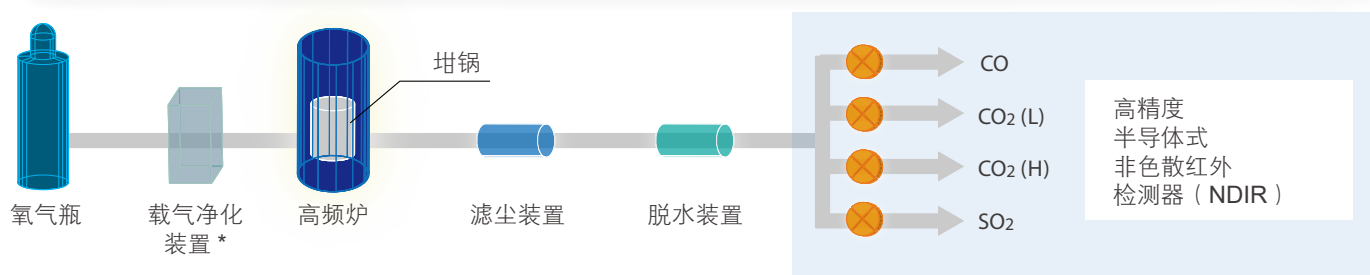 坩锅
氧气瓶
载气净化
装置 *
高频炉
滤尘装置
脱水装置
CO
CO2 (L)
CO2 (H)
SO2
高精度
半导体式
非色散红外
检测器（NDIR）